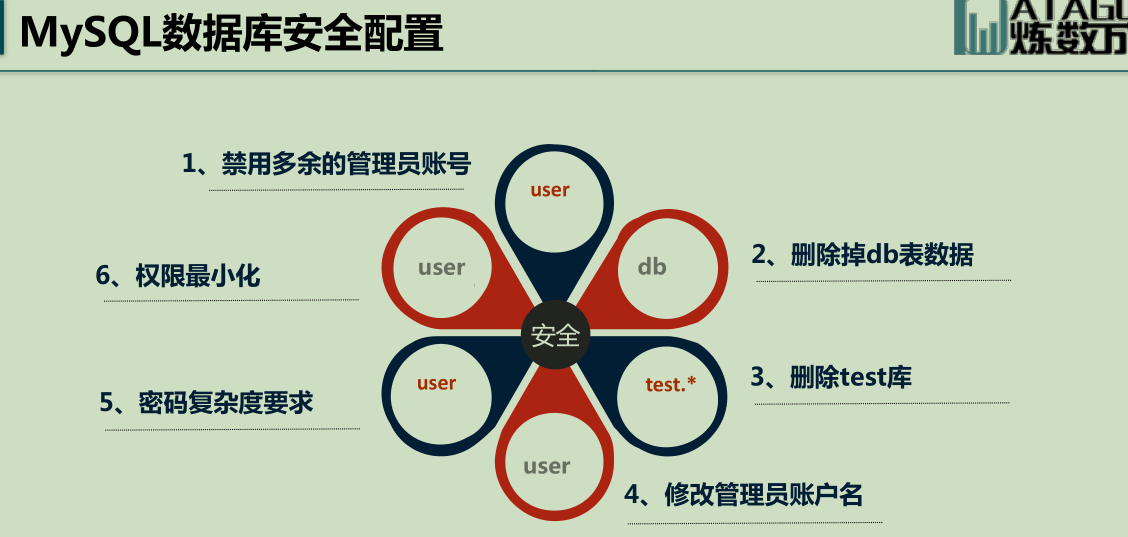 MySQL数据库安全配置
炼数
1、禁用多余的管理员账号
user
user
db
2、删除掉db表数据
6、权限最小化
安全
3、删除test库
user
test.*
5、密码复杂度要求
user
4、修改管理员账户名